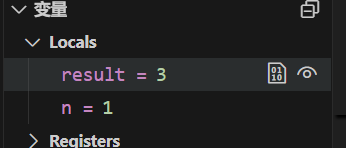 变量
Locals
result = 3
n = 1
Registers